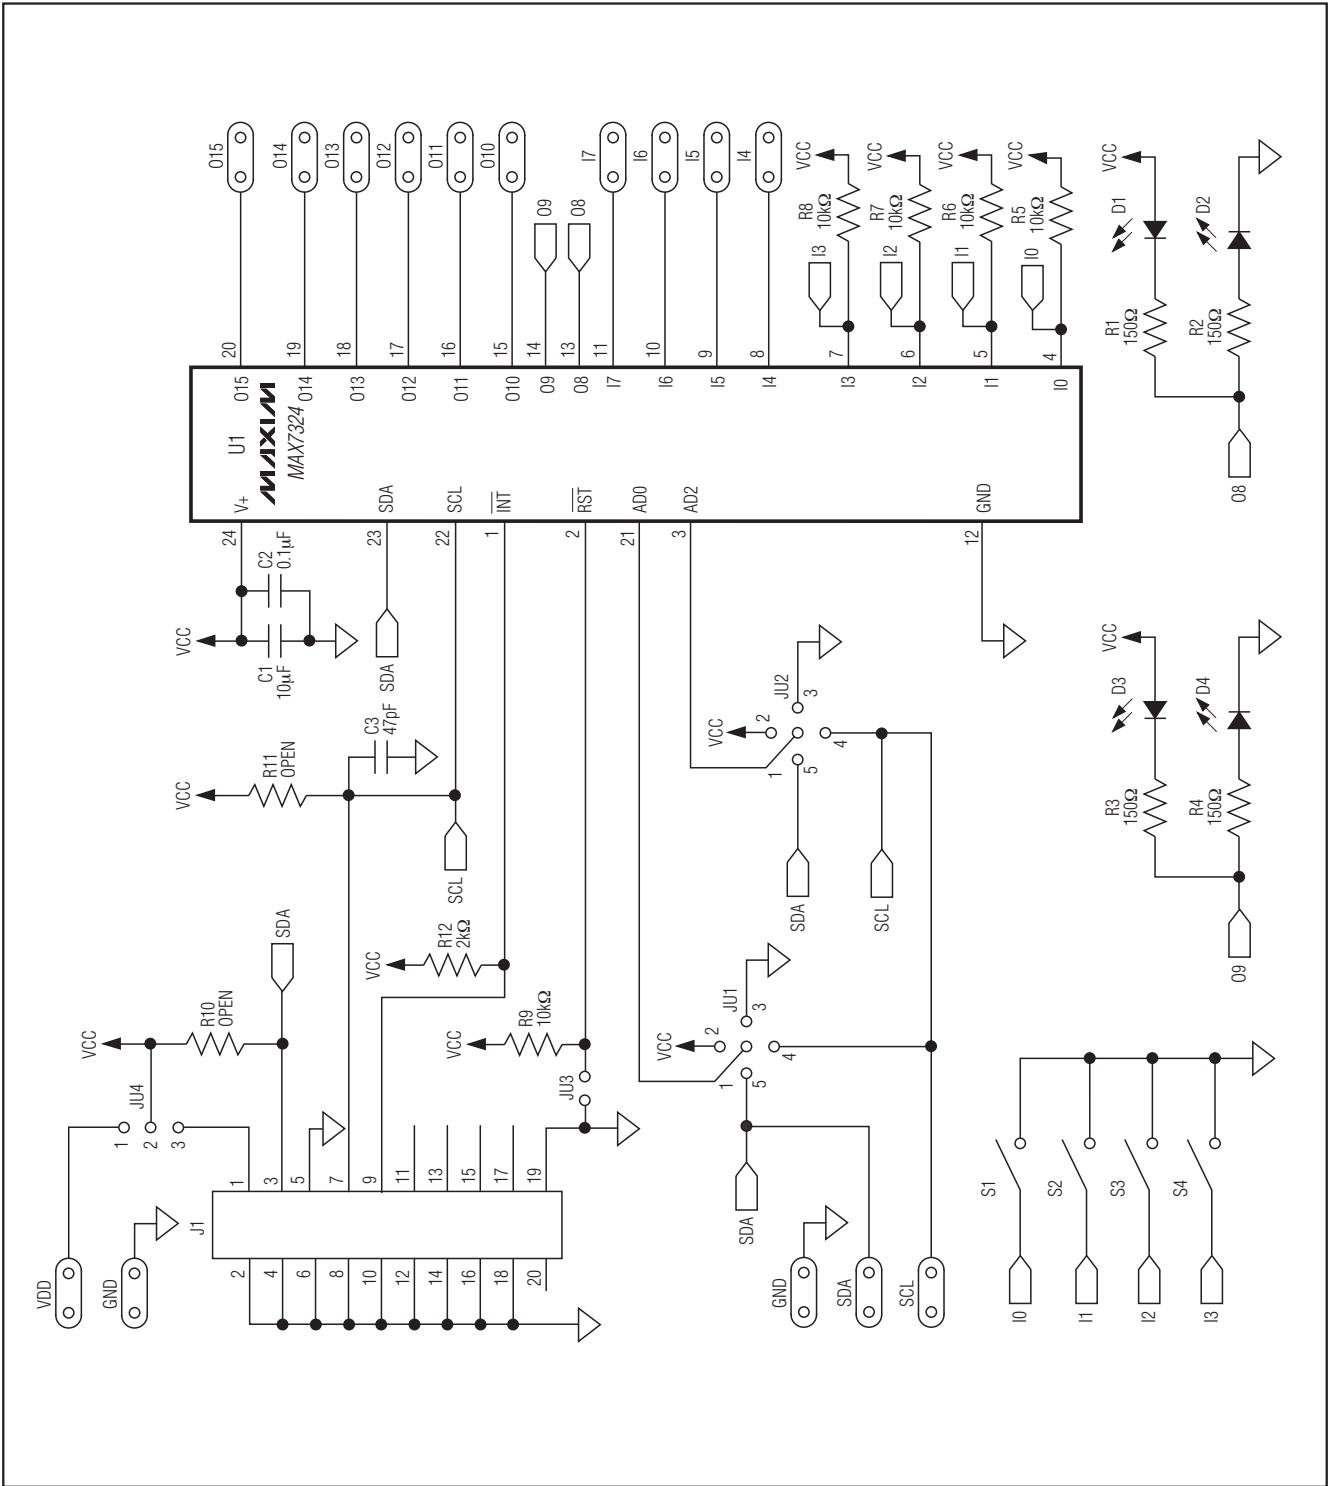 VDD
GND
J1
1
2
3
JU4
VCC
R10
OPEN
SDA
1
3
5
7
9
11
13
15
17
19
2
4
6
8
10
12
14
16
18
20
VCC
R11
OPEN
C3
47pF
SCL
VCC
R12
2kΩ
VCC
R9
10kΩ
JU3
VCC
C1
10µF
C2
0.1µF
SDA
24
23
22
1
2
21
3
12
V+
SDA
SCL
INT
RST
AD0
AD2
GND
U1
MAXIM
MAX7324
O15
O14
O13
O12
O11
O10
O9
O8
I7
I6
I5
I4
I3
I2
I1
I0
20
19
18
17
16
15
14
13
11
10
9
8
7
6
5
4
O15
O14
O13
O12
O11
O10
O9
O8
I7
I6
I5
I4
I3
R8
10kΩ
VCC
I2
R7
10kΩ
VCC
I1
R6
10kΩ
VCC
I0
R5
10kΩ
VCC
VCC
JU2
1
2
3
4
5
SDA
SCL
VCC
JU1
1
2
3
4
5
SDA
GND
SDA
SCL
S1
S2
S3
S4
I0
I1
I2
I3
O9
R3
150Ω
D3
VCC
R4
150Ω
D4
O8
R1
150Ω
D1
VCC
R2
150Ω
D2